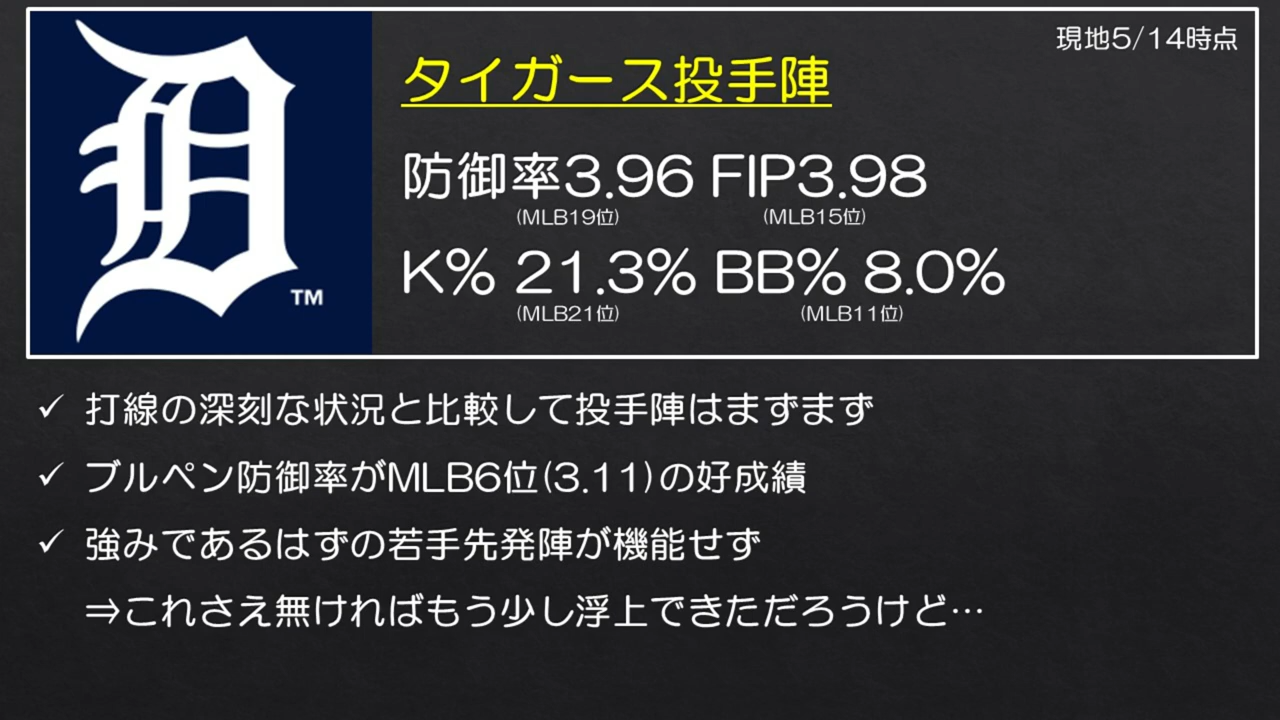 現地5/14時点
タイガース投手陣
防御率3.96 FIP3.98
(MLB19位) (MLB15位)
K% 21.3% BB% 8.0%
(MLB21位) (MLB11位)
D
TM
✓ 打線の深刻な状況と比較して投手陣はまずまず
✓ ブルペン防御率がMLB6位(3.11)の好成績
✓ 強みであるはずの若手先発陣が機能せず
⇒これさえ無ければもう少し浮上できただろうけど…